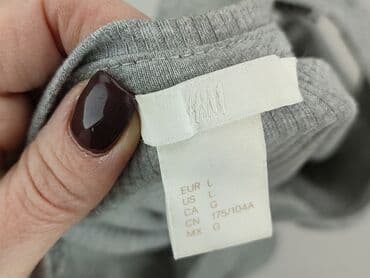 H&M
EUR L
US L
CA G
CN 175/104A
MX G